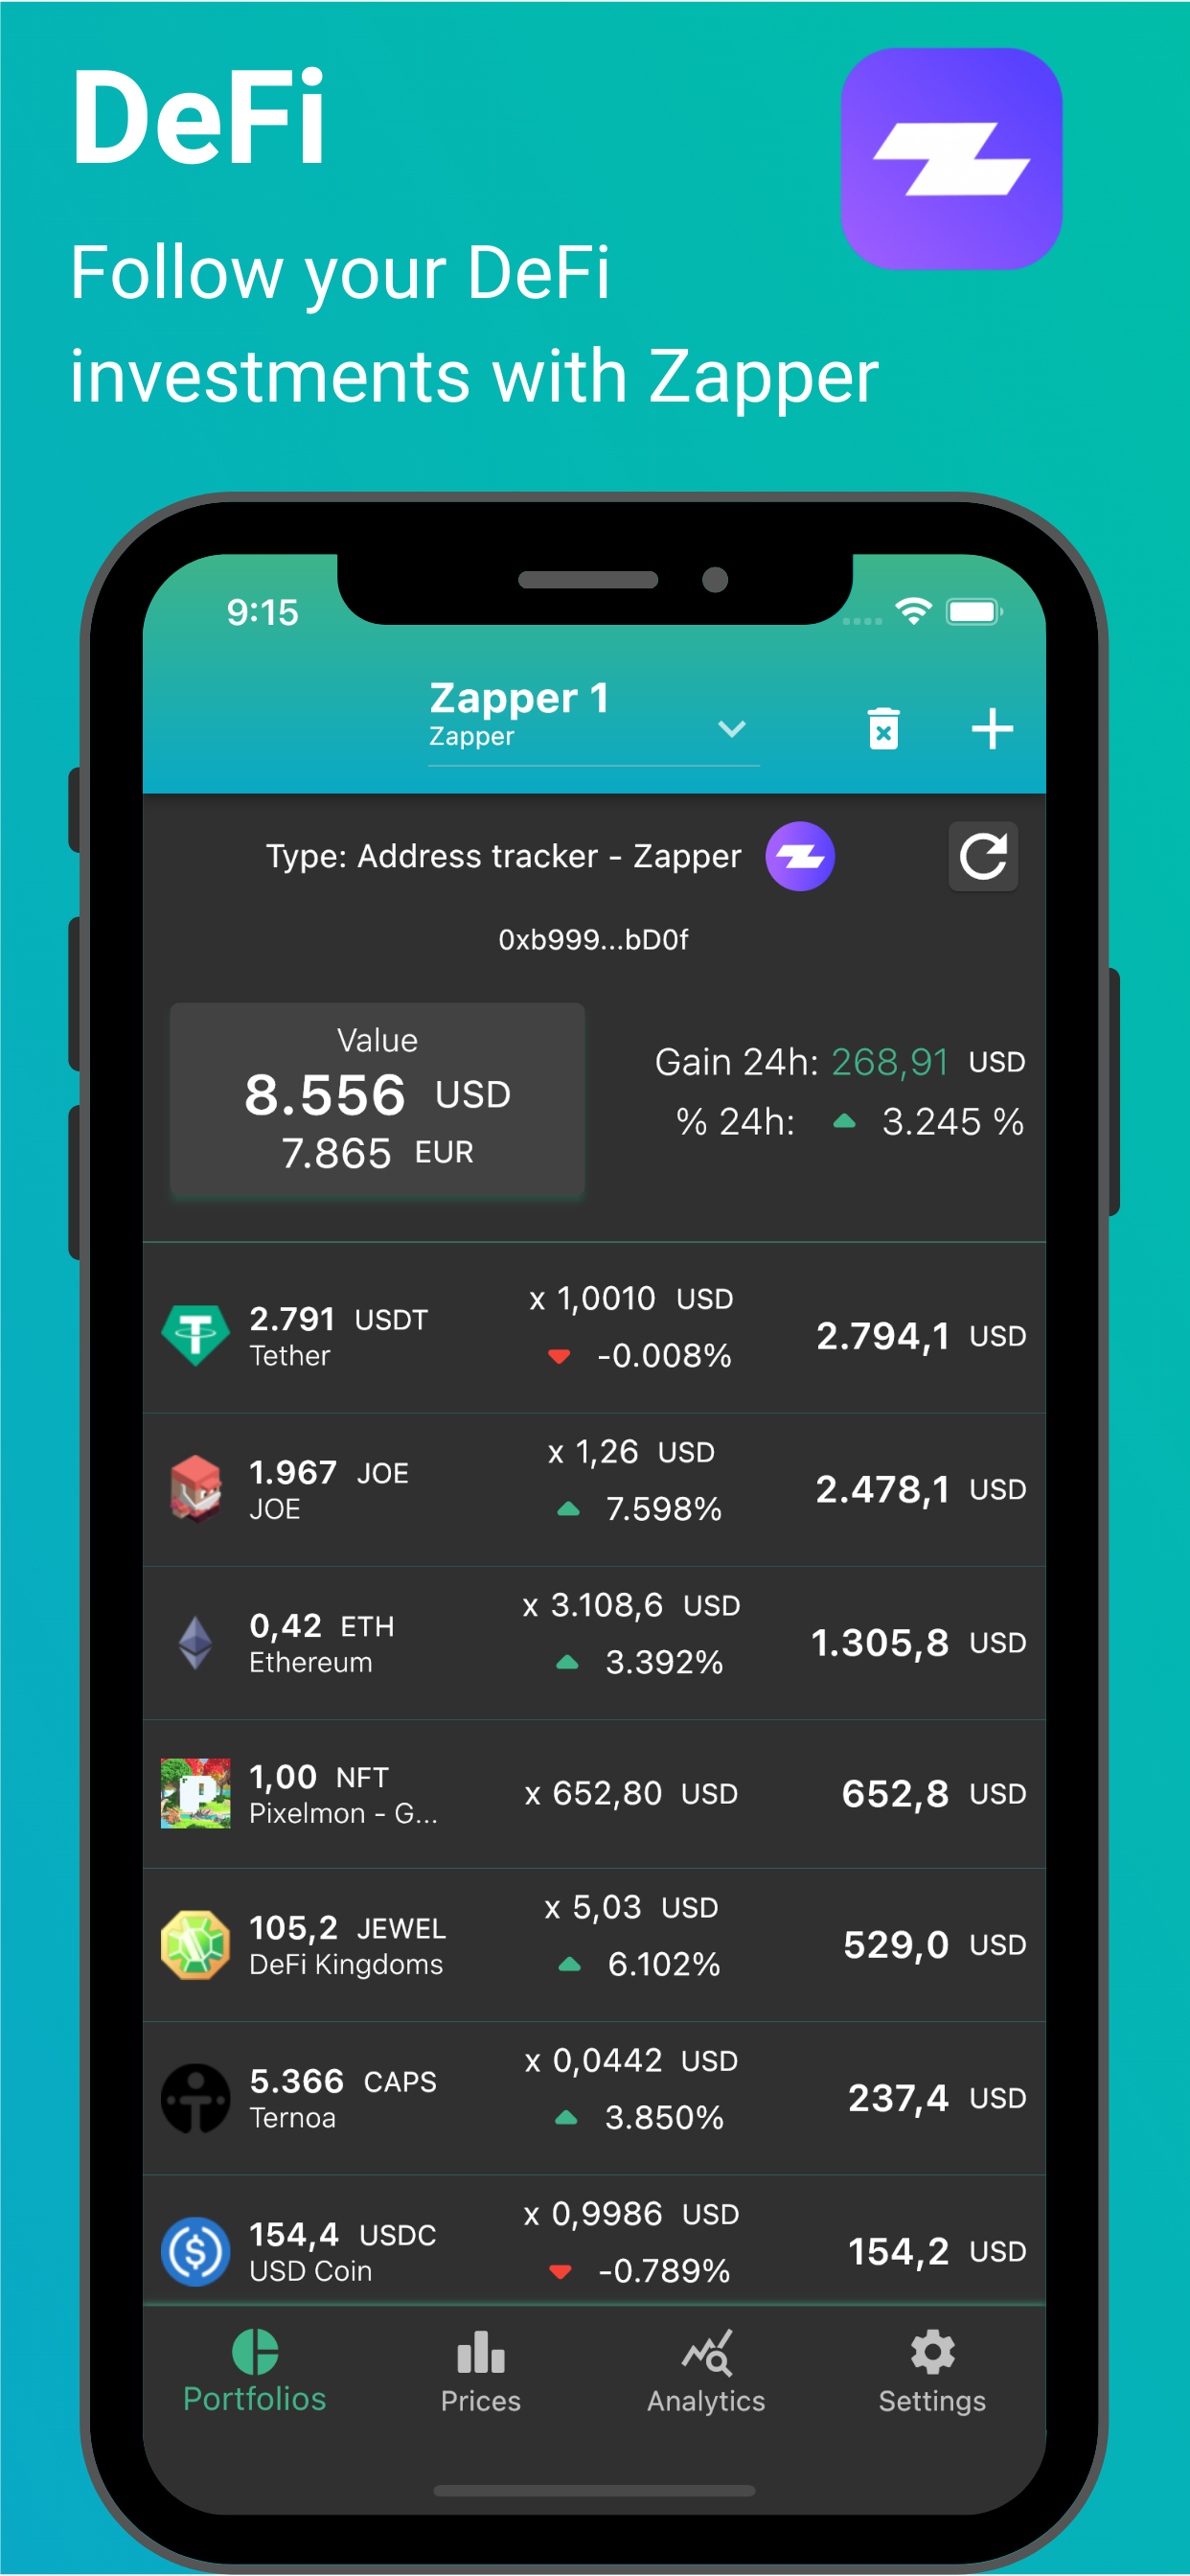 DeFi
Follow your DeFi
investments with Zapper
9:15
Zapper 1
Zapper
Type: Address tracker - Zapper
0xb999...bD0f
Value
8.556 USD
7.865 EUR
Gain 24h: 268,91 USD
% 24h: 3.245 %
2.791 USDT
Tether
x 1,0010 USD
-0.008%
2.794,1 USD
1.967 JOE
JOE
x 1,26 USD
7.598%
2.478,1 USD
0,42 ETH
Ethereum
x 3.108,6 USD
3.392%
1.305,8 USD
1,00 NFT
Pixelmon - G...
x 652,80 USD
652,8 USD
105,2 JEWEL
DeFi Kingdoms
x 5,03 USD
6.102%
529,0 USD
5.366 CAPS
Ternoa
x 0,0442 USD
3.850%
237,4 USD
154,4 USDC
USD Coin
x 0,9986 USD
-0.789%
154,2 USD
Portfolios
Prices
Analytics
Settings